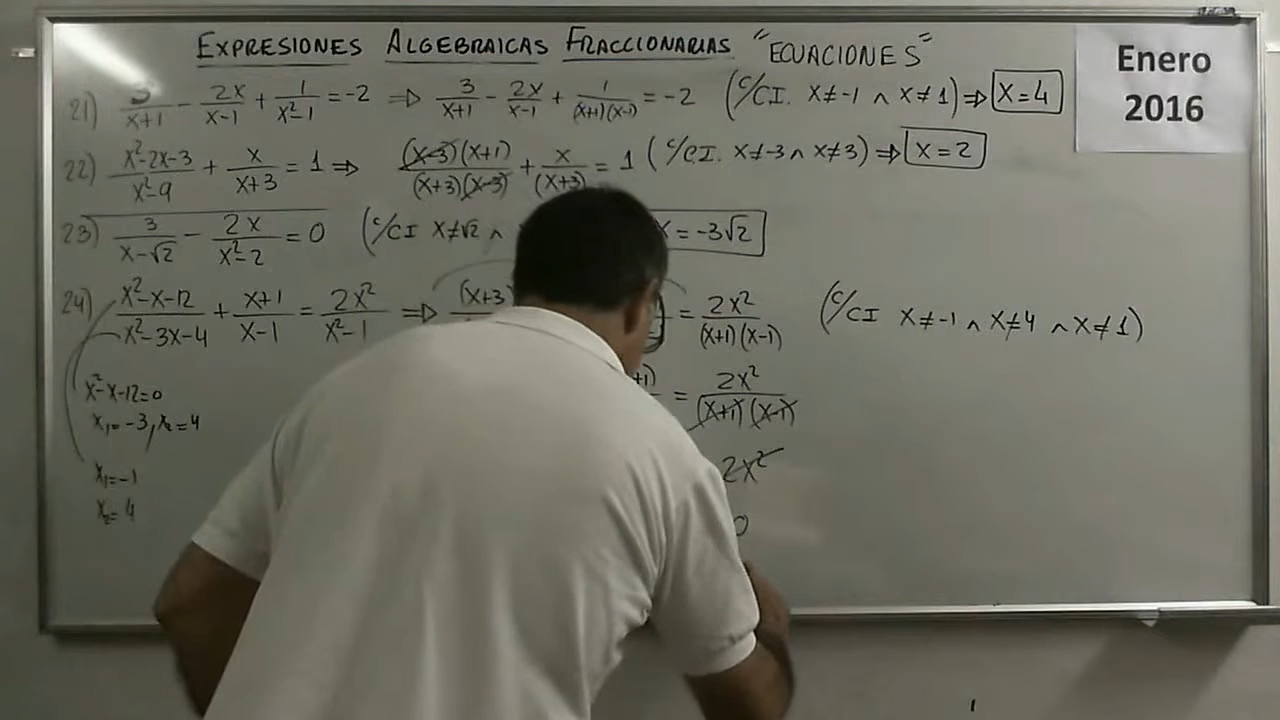 EXPRESIONES ALGEBRAICAS FRACCIONARIAS "ECUACIONES"
Enero
2016
21) 3/(x+1) - 2x/(x-1) + 1/(x²-1) = -2 ⇒ 3/(x+1) - 2x/(x-1) + 1/((x+1)(x-1)) = -2 (C/CI. X≠-1 ∧ X≠1) ⇒ X=4
22) (x²-2x-3)/(x²-9) + x/(x+3) = 1 ⇒ ((x-3)(x+1))/((x+3)(x-3)) + x/(x+3) = 1 (C/CI. X≠-3 ∧ X≠3) ⇒ X=2
23) 3/(x-√2) - 2x/(x²-2) = 0 (C/CI X≠√2 ∧ X = -3√2
24) (x²-x-12)/(x²-3x-4) + (x+1)/(x-1) = 2x²/(x²-1) ⇒ (x+3) = 2x²/((x+1)(x-1)) (C/CI X≠-1 ∧ X≠4 ∧ X≠1)
+1) = 2x²/((x+1)(x-1))
x²-x-12=0
x₁=-3, x₂=4
2x²
x₁=-1
x₂=4
0